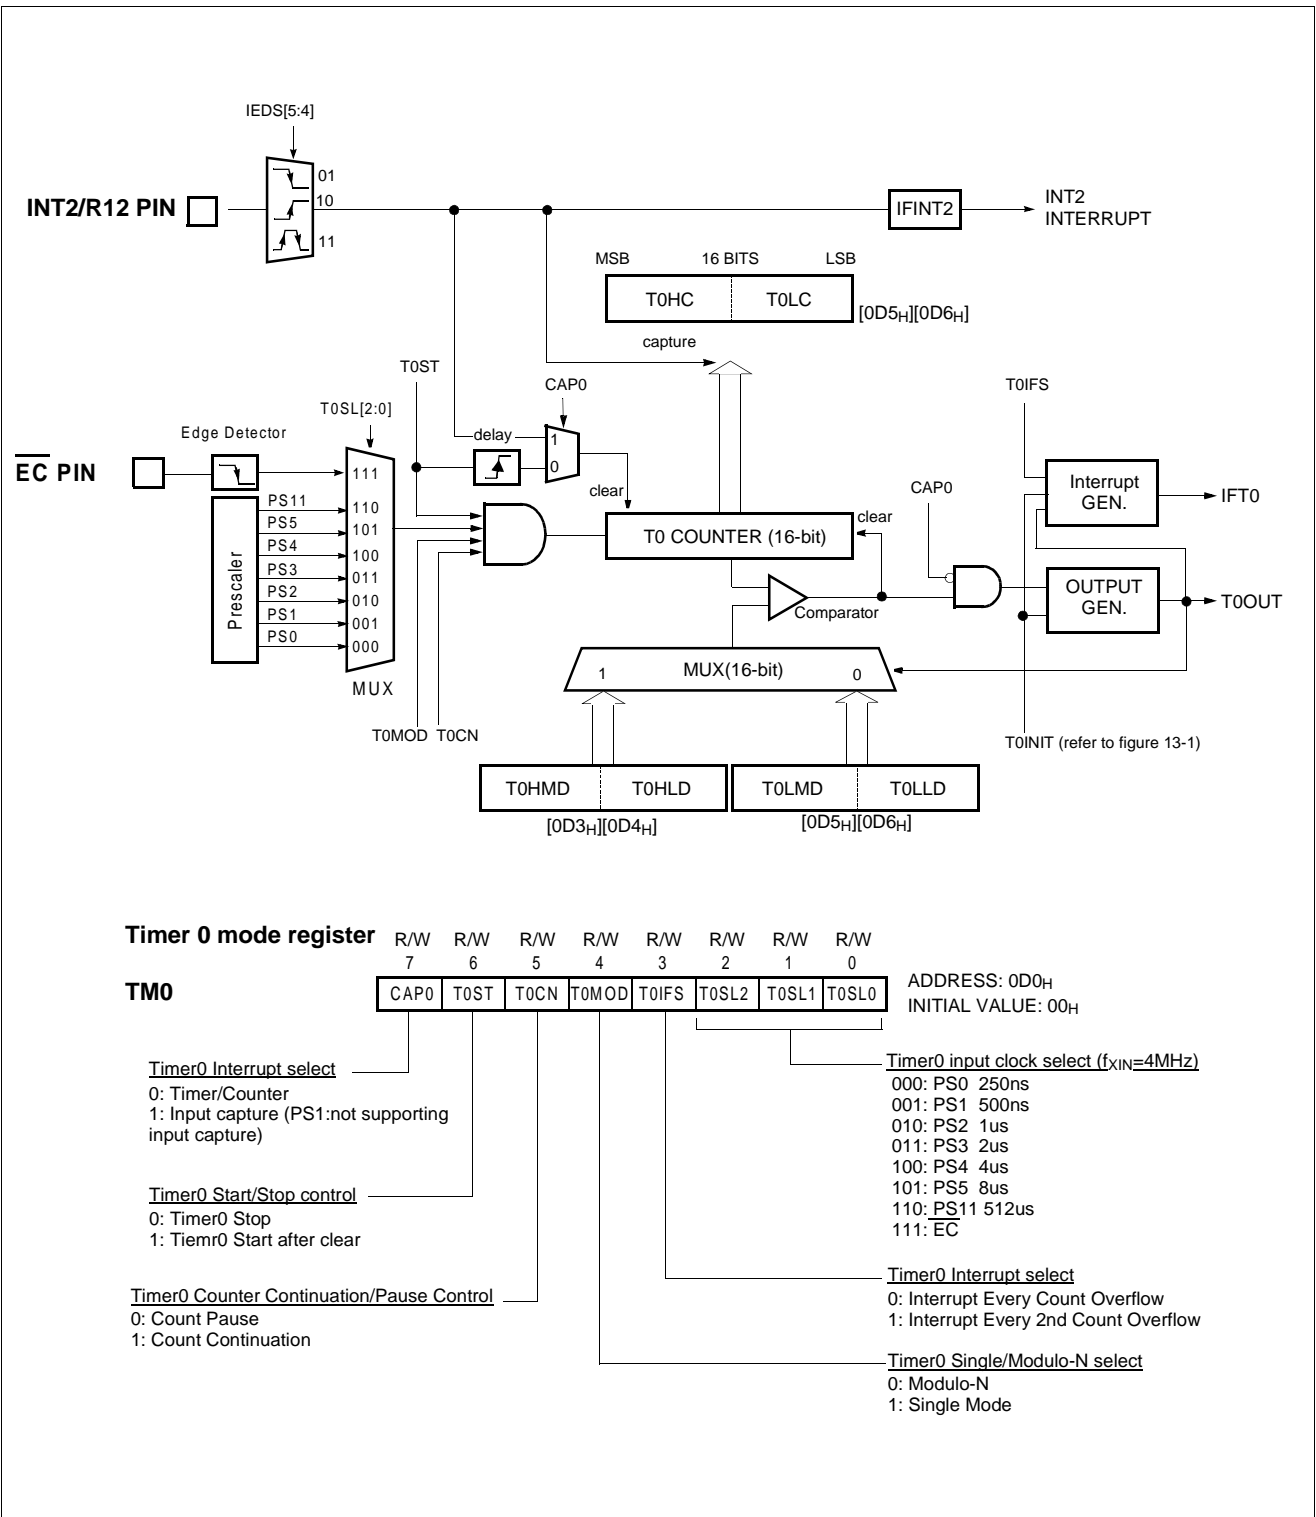 IEDS[5:4]
01
INT2/R12 PIN
10
11
IFINT2
INT2
INTERRUPT
MSB 16 BITS LSB
T0HC T0LC
[0D5H][0D6H]
capture
T0ST
CAP0
T0IFS
T0SL[2:0]
Edge Detector
delay
1
0
EC PIN
111
clear
CAP0
Interrupt
GEN.
IFT0
Prescaler
PS11 110
PS5 101
PS4 100
PS3 011
PS2 010
PS1 001
PS0 000
MUX
T0 COUNTER (16-bit)
clear
Comparator
OUTPUT
GEN.
T0OUT
1 MUX(16-bit) 0
T0MOD T0CN
T0INIT (refer to figure 13-1)
T0HMD T0HLD T0LMD T0LLD
[0D3H][0D4H] [0D5H][0D6H]
Timer 0 mode register
R/W R/W R/W R/W R/W R/W R/W R/W
7 6 5 4 3 2 1 0
TM0
CAP0 T0ST T0CN T0MOD T0IFS T0SL2 T0SL1 T0SL0
ADDRESS: 0D0H
INITIAL VALUE: 00H
Timer0 Interrupt select
0: Timer/Counter
1: Input capture (PS1:not supporting
input capture)
Timer0 Start/Stop control
0: Timer0 Stop
1: Tiemr0 Start after clear
Timer0 Counter Continuation/Pause Control
0: Count Pause
1: Count Continuation
Timer0 input clock select (fXIN=4MHz)
000: PS0 250ns
001: PS1 500ns
010: PS2 1us
011: PS3 2us
100: PS4 4us
101: PS5 8us
110: PS11 512us
111: EC
Timer0 Interrupt select
0: Interrupt Every Count Overflow
1: Interrupt Every 2nd Count Overflow
Timer0 Single/Modulo-N select
0: Modulo-N
1: Single Mode